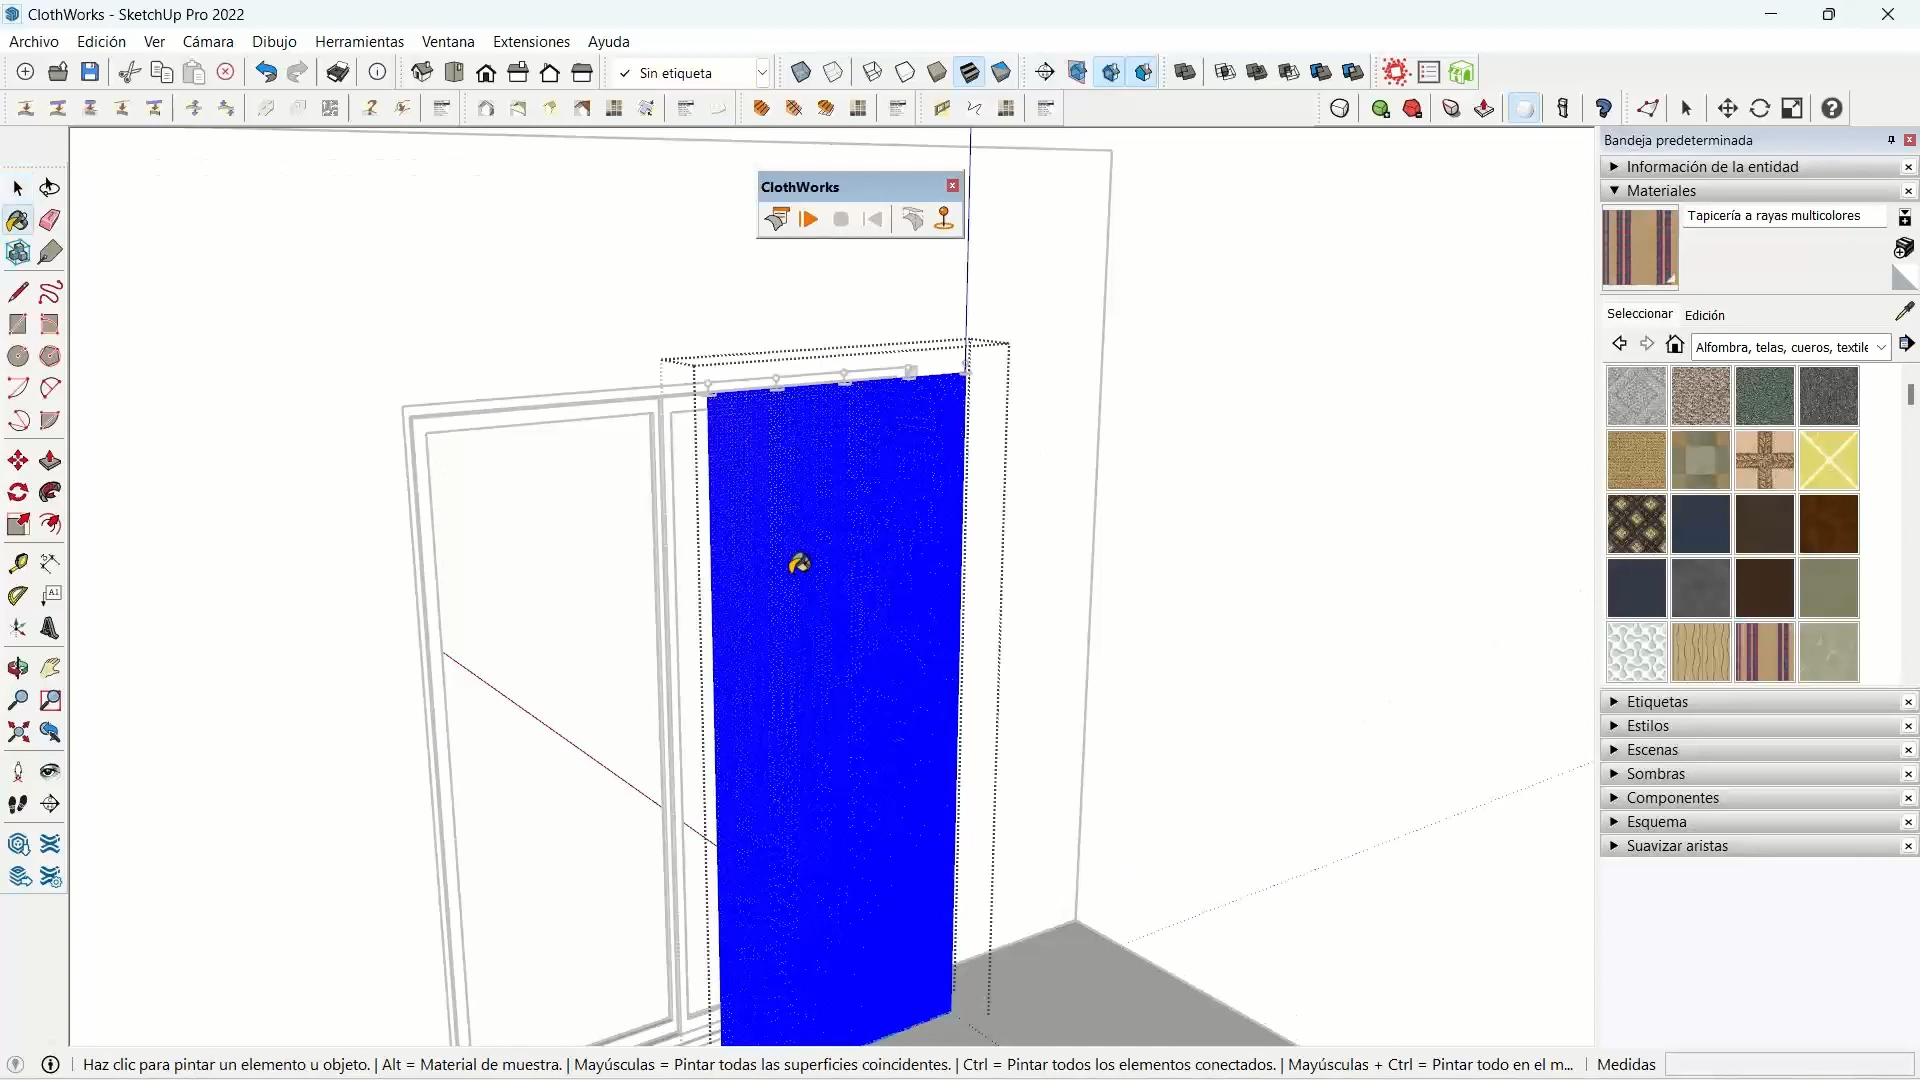 ClothWorks - SketchUp Pro 2022
Archivo Edición Ver Cámara Dibujo Herramientas Ventana Extensiones Ayuda
✓ Sin etiqueta
Bandeja predeterminada
Información de la entidad
Materiales
ClothWorks
Tapicería a rayas multicolores
Seleccionar Edición
Alfombra, telas, cueros, textile
A1
Etiquetas
Estilos
Escenas
Sombras
Componentes
Esquema
Suavizar aristas
Haz clic para pintar un elemento u objeto. | Alt = Material de muestra. | Mayúsculas = Pintar todas las superficies coincidentes. | Ctrl = Pintar todos los elementos conectados. | Mayúsculas + Ctrl = Pintar todo en el m... Medidas